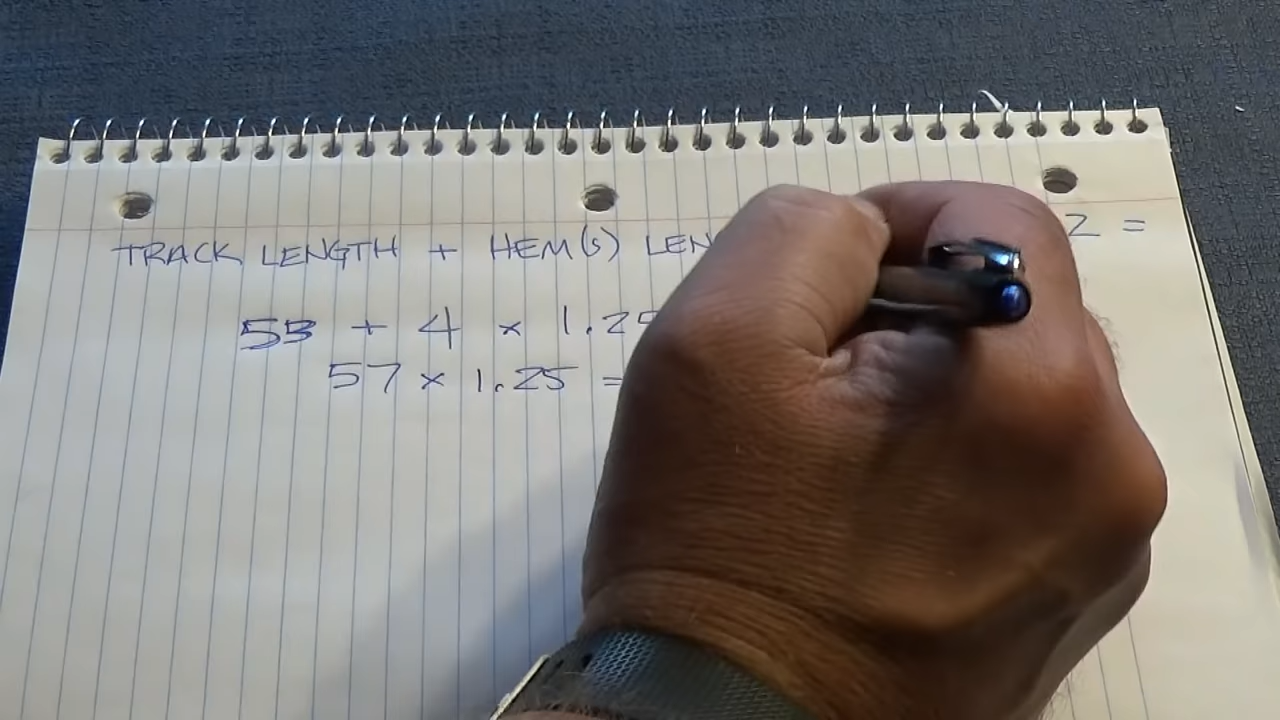 TRACK LENGTH + HEM(S) LEN 2 =
53 + 4 x 1.25
57 x 1.25 =